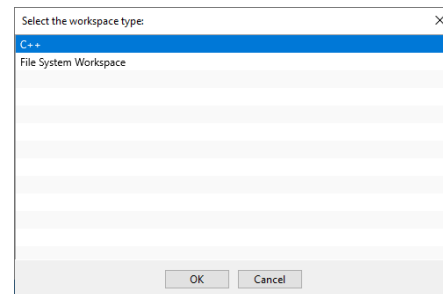 Select the workspace type:
C++
File System Workspace
OK Cancel